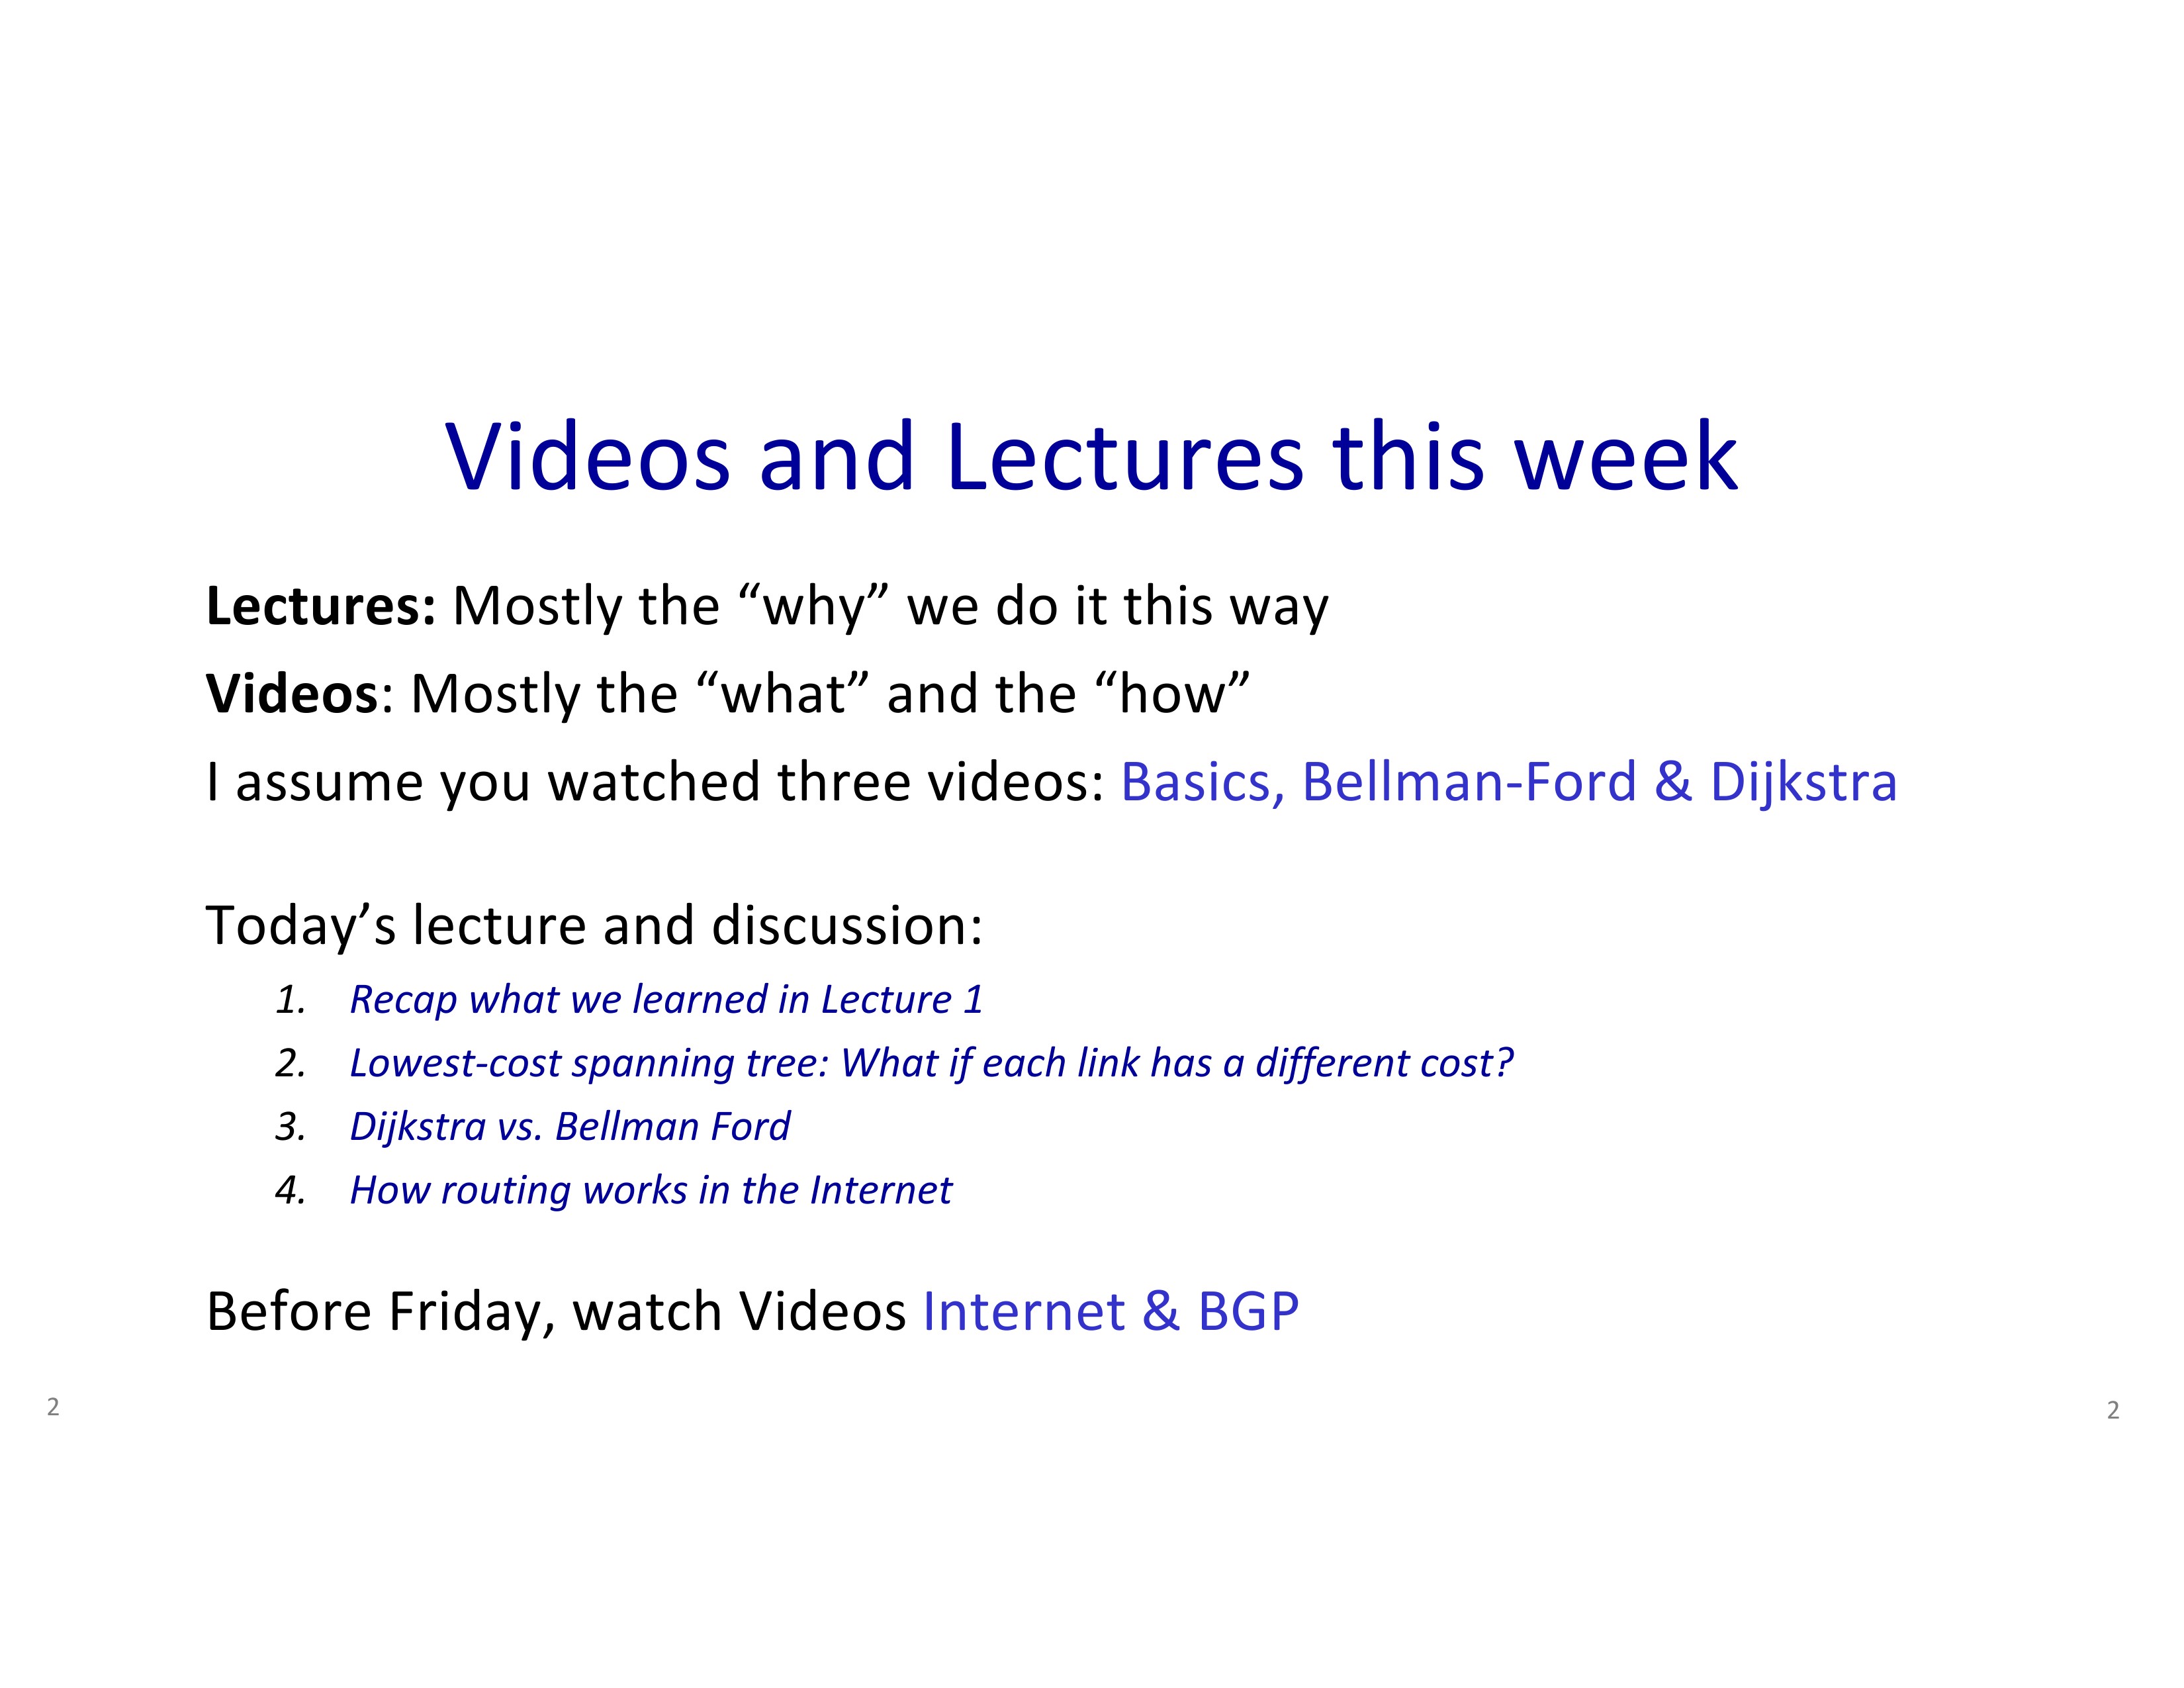 Videos and Lectures this week
Lectures: Mostly the “why” we do it this way
Videos: Mostly the “what” and the “how”
I assume you watched three videos: Basics, Bellman-Ford & Dijkstra
Today’s lecture and discussion:
1. Recap what we learned in Lecture 1
2. Lowest-cost spanning tree: What if each link has a different cost?
3. Dijkstra vs. Bellman Ford
4. How routing works in the Internet
Before Friday, watch Videos Internet & BGP
2
2